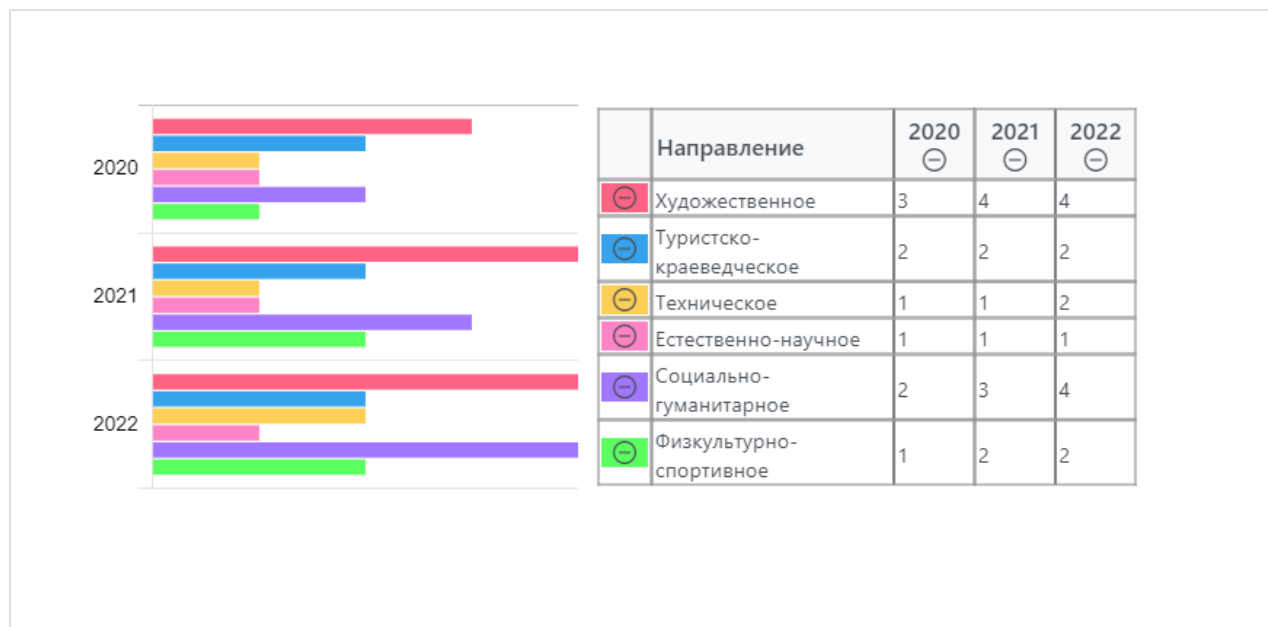 2020
2021
2022
Направление 2020 2021 2022
Художественное 3 4 4
Туристско-
краеведческое 2 2 2
Техническое 1 1 2
Естественно-научное 1 1 1
Социально-
гуманитарное 2 3 4
Физкультурно-
спортивное 1 2 2